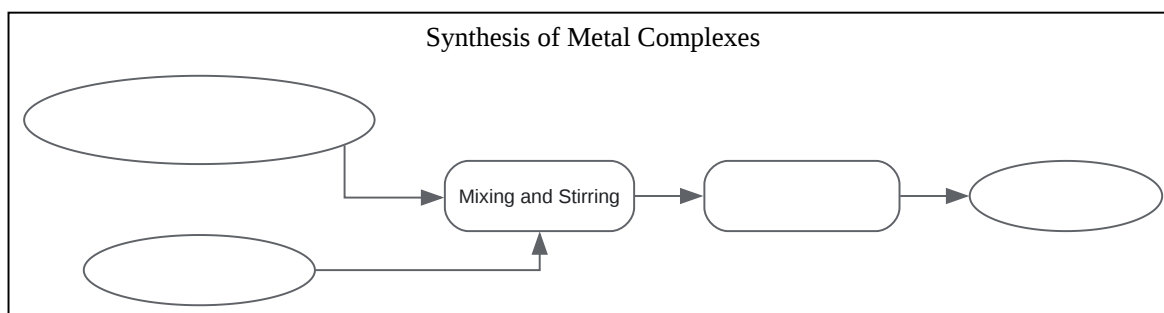 Synthesis of Metal Complexes
Mixing and Stirring